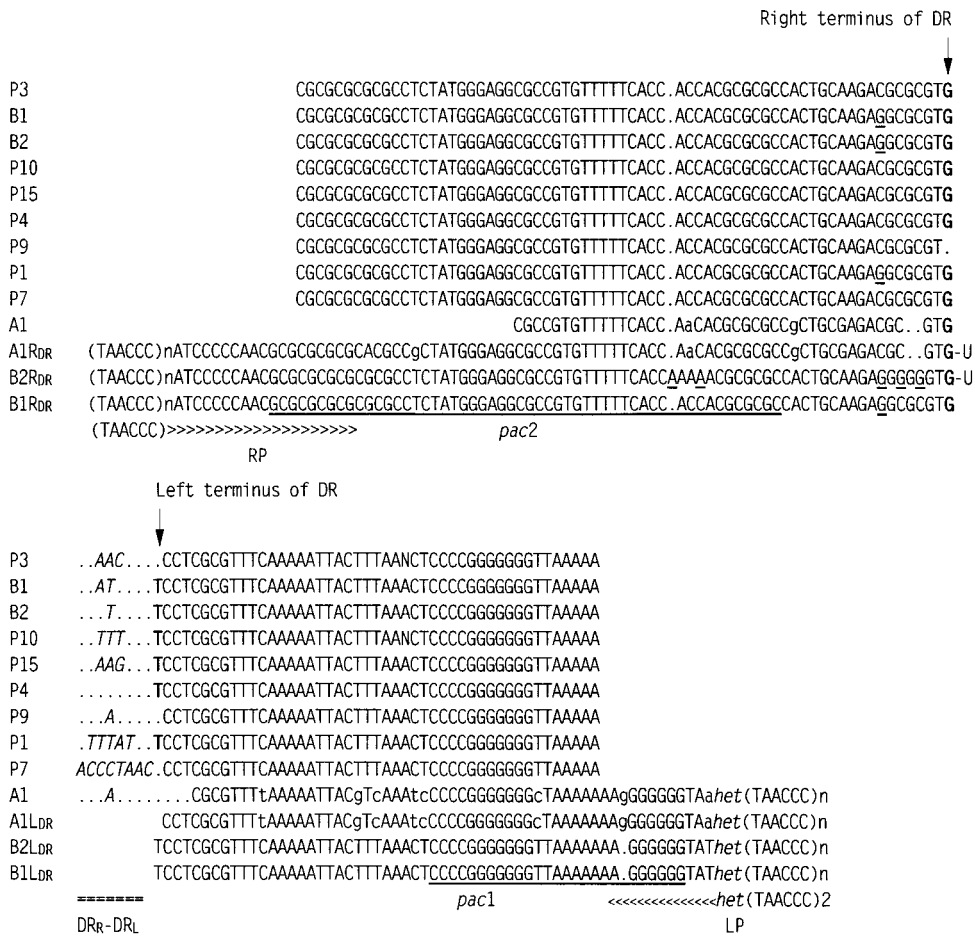 Right terminus of DR
P3 CGCGCGCGCGCCTCTATGGGAGGCGCCGTGTTTTTCACC.ACCACGCGCGCCACTGCAAGACGCGCGTG
B1 CGCGCGCGCGCCTCTATGGGAGGCGCCGTGTTTTTCACC.ACCACGCGCGCCACTGCAAGAGGCGCGTG
B2 CGCGCGCGCGCCTCTATGGGAGGCGCCGTGTTTTTCACC.ACCACGCGCGCCACTGCAAGAGGCGCGTG
P10 CGCGCGCGCGCCTCTATGGGAGGCGCCGTGTTTTTCACC.ACCACGCGCGCCACTGCAAGACGCGCGTG
P15 CGCGCGCGCGCCTCTATGGGAGGCGCCGTGTTTTTCACC.ACCACGCGCGCCACTGCAAGACGCGCGTG
P4 CGCGCGCGCGCCTCTATGGGAGGCGCCGTGTTTTTCACC.ACCACGCGCGCCACTGCAAGACGCGCGTG
P9 CGCGCGCGCGCCTCTATGGGAGGCGCCGTGTTTTTCACC.ACCACGCGCGCCACTGCAAGACGCGCGT.
P1 CGCGCGCGCGCCTCTATGGGAGGCGCCGTGTTTTTCACC.ACCACGCGCGCCACTGCAAGAGGCGCGTG
P7 CGCGCGCGCGCCTCTATGGGAGGCGCCGTGTTTTTCACC.ACCACGCGCGCCACTGCAAGACGCGCGTG
A1 CGCCGTGTTTTTCACC.AaCACGCGCGCCgCTGCGAGACGC..GTG
A1RDR (TAACCC)nATCCCCCAACGCGCGCGCGCACGCCgCTATGGGAGGCGCCGTGTTTTTCACC.AaCACGCGCGCCgCTGCGAGACGC..GTG-U
B2RDR (TAACCC)nATCCCCCAACGCGCGCGCGCGCGCCTCTATGGGAGGCGCCGTGTTTTTCACCAAAAACGCGCGCCACTGCAAGAGGGGGGTG-U
B1RDR (TAACCC)nATCCCCCAACGCGCGCGCGCGCGCCTCTATGGGAGGCGCCGTGTTTTTCACC.ACCACGCGCGCCACTGCAAGAGGCGCGTG
(TAACCC)>>>>>>>>>>>>>>>>>>>> pac2
RP
Left terminus of DR
P3 ..AAC....CCTCGCGTTTCAAAAATTACTTTAANCTCCCCGGGGGGGTTAAAAA
B1 ..AT....TCCTCGCGTTTCAAAAATTACTTTAAACTCCCCGGGGGGGTTAAAAA
B2 ...T....TCCTCGCGTTTCAAAAATTACTTTAAACTCCCCGGGGGGGTTAAAAA
P10 ..TTT...TCCTCGCGTTTCAAAAATTACTTTAANCTCCCCGGGGGGGTTAAAAA
P15 ..AAG...TCCTCGCGTTTCAAAAATTACTTTAAACTCCCCGGGGGGGTTAAAAA
P4 ........TCCTCGCGTTTCAAAAATTACTTTAAACTCCCCGGGGGGGTTAAAAA
P9 ...A.....CCTCGCGTTTCAAAAATTACTTTAAACTCCCCGGGGGGGTTAAAAA
P1 .TTTAT..TCCTCGCGTTTCAAAAATTACTTTAAACTCCCCGGGGGGGTTAAAAA
P7 ACCCTAAC.CCTCGCGTTTCAAAAATTACTTTAAACTCCCCGGGGGGGTTAAAAA
A1 ...A........CGCGTTTtAAAAATTACgTcAAAtcCCCCGGGGGGGcTAAAAAAAgGGGGGGTAahet(TAACCC)n
A1LDR CCTCGCGTTTtAAAAATTACgTcAAAtcCCCCGGGGGGGcTAAAAAAAgGGGGGGTAahet(TAACCC)n
B2LDR TCCTCGCGTTTCAAAAATTACTTTAAACTCCCCGGGGGGGTTAAAAAAA.GGGGGGTAThet(TAACCC)n
B1LDR TCCTCGCGTTTCAAAAATTACTTTAAACTCCCCGGGGGGGTTAAAAAAA.GGGGGGTAThet(TAACCC)n
======= pac1 <<<<<<<<<<<<<<<het(TAACCC)2
DRR-DRL LP